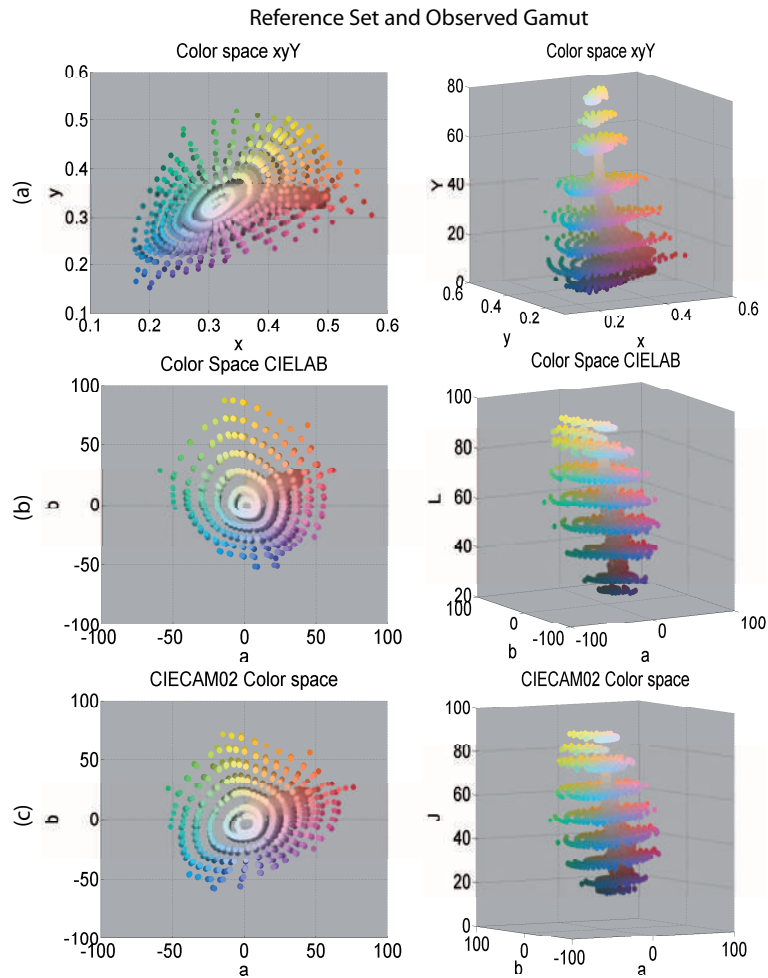 Reference Set and Observed Gamut
Color space xyY
Color space xyY
(a)
y
0.6
0.5
0.4
0.3
0.2
0.1
0.1 0.2 0.3 0.4 0.5 0.6
x
Y
80
60
40
20
0
0.6 0.4 0.2
y
0.2 0.4 0.6
x
Color Space CIELAB
Color Space CIELAB
(b)
b
100
50
0
-50
-100
-100 -50 0 50 100
a
L
100
80
60
40
20
100 0 -100
b
-100 0 100
a
CIECAM02 Color space
CIECAM02 Color space
(c)
b
100
50
0
-50
-100
-100 -50 0 50 100
a
J
100
80
60
40
20
0
100 0 -100
b
0 100
a